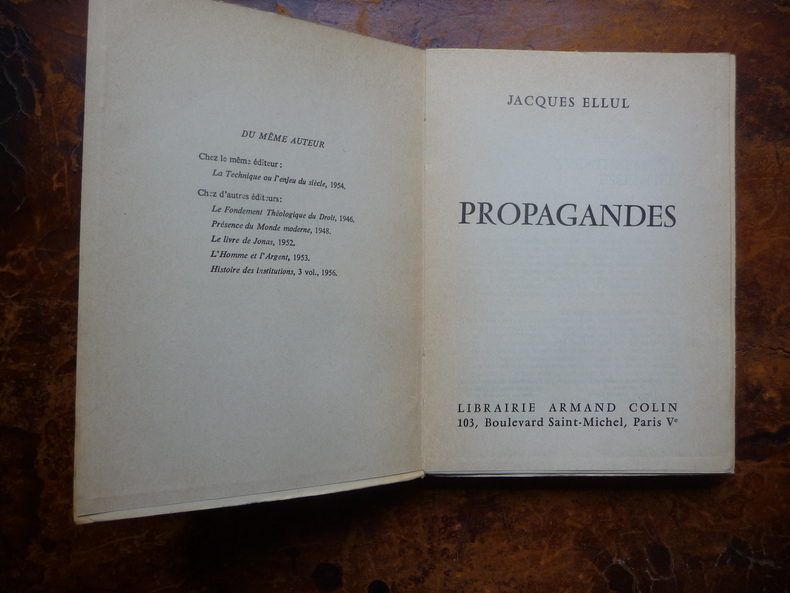 DU MÊME AUTEUR
Chez le même éditeur :
La Technique ou l'enjeu du siècle, 1954.
Chez d'autres éditeurs :
Le Fondement Théologique du Droit, 1946.
Présence du Monde moderne, 1948.
Le livre de Jonas, 1952.
L'Homme et l'Argent, 1953.
Histoire des institutions, 3 vol., 1956.
JACQUES ELLUL
PROPAGANDES
LIBRAIRIE ARMAND COLIN
103, Boulevard Saint-Michel, Paris Ve